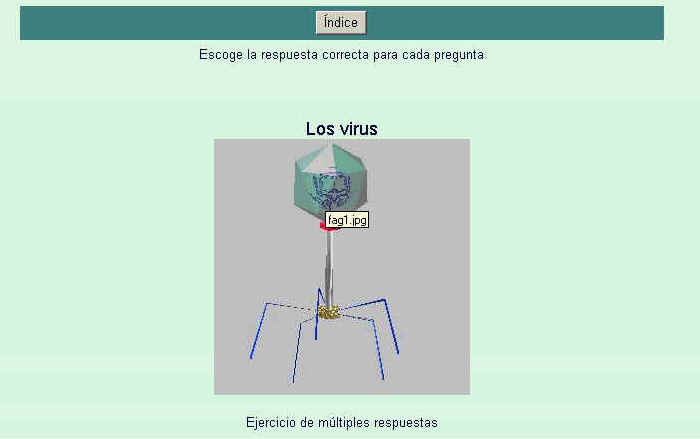 Índice
Escoge la respuesta correcta para cada pregunta.
Los virus
fag1.jpg
Ejercicio de múltiples respuestas